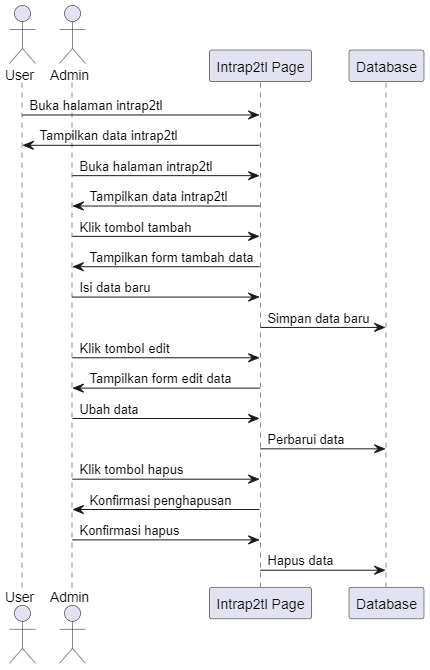 User
Admin
Intrap2tl Page
Database
Buka halaman intrap2tl
Tampilkan data intrap2tl
Buka halaman intrap2tl
Tampilkan data intrap2tl
Klik tombol tambah
Tampilkan form tambah data
Isi data baru
Simpan data baru
Klik tombol edit
Tampilkan form edit data
Ubah data
Perbarui data
Klik tombol hapus
Konfirmasi penghapusan
Konfirmasi hapus
Hapus data
User
Admin
Intrap2tl Page
Database